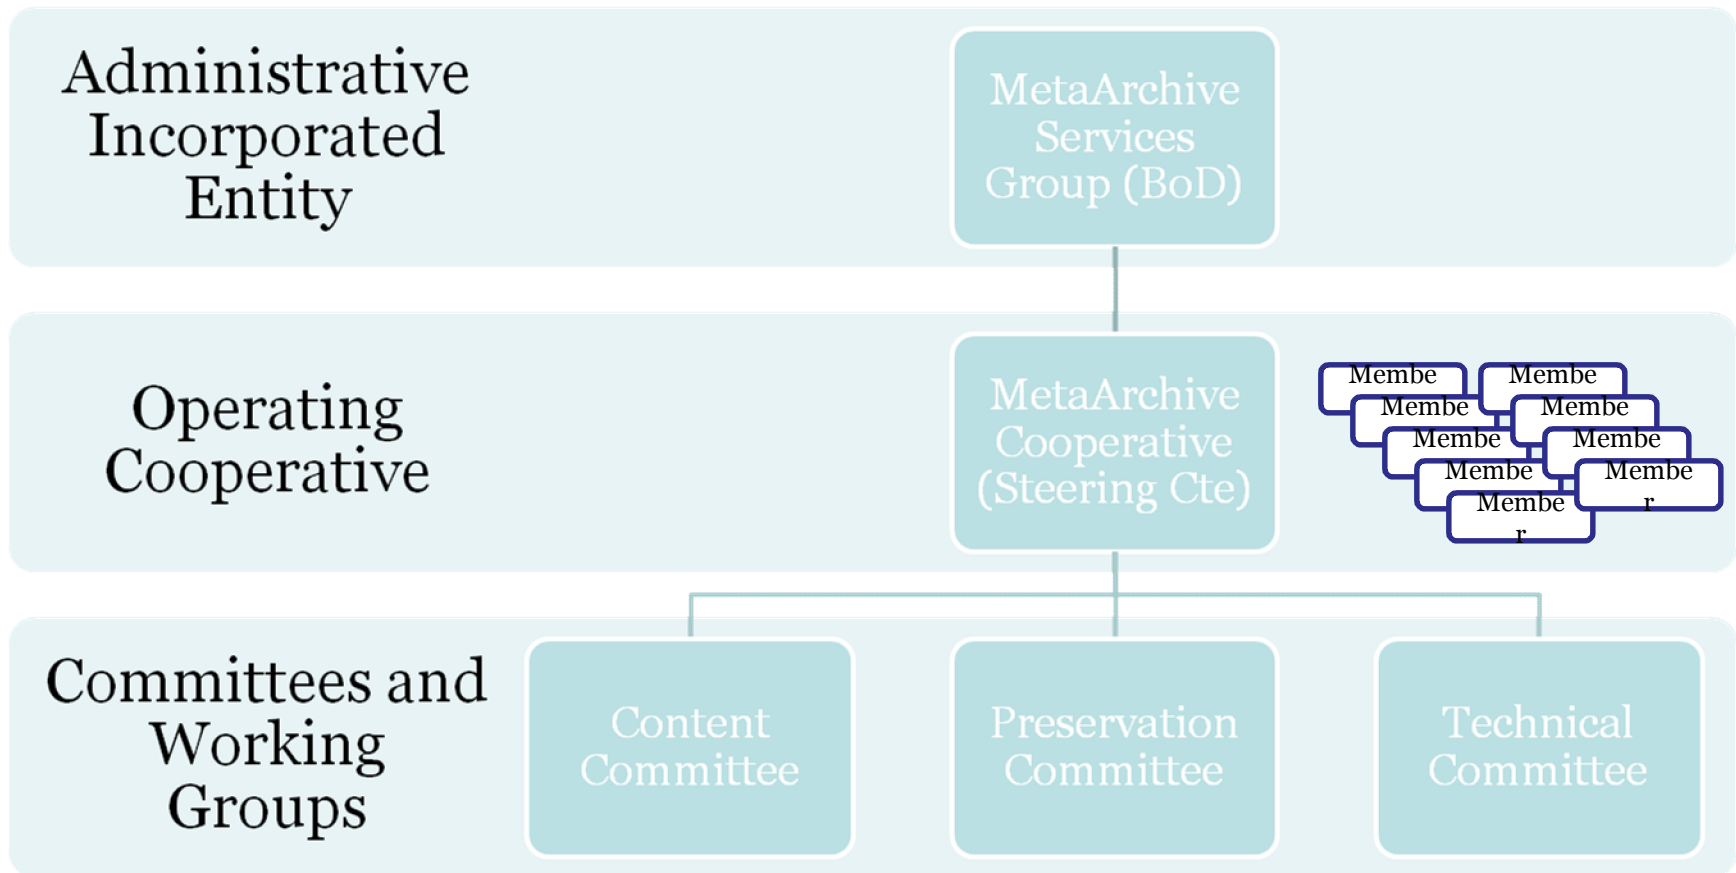 Administrative
Incorporated
Entity
MetaArchive
Services
Group (BoD)
Operating
Cooperative
MetaArchive
Cooperative
(Steering Cte)
Membe
Membe
Membe
Membe
Membe
Membe
Membe
Membe
Membe
r
Membe
r
Committees and
Working
Groups
Content
Committee
Preservation
Committee
Technical
Committee